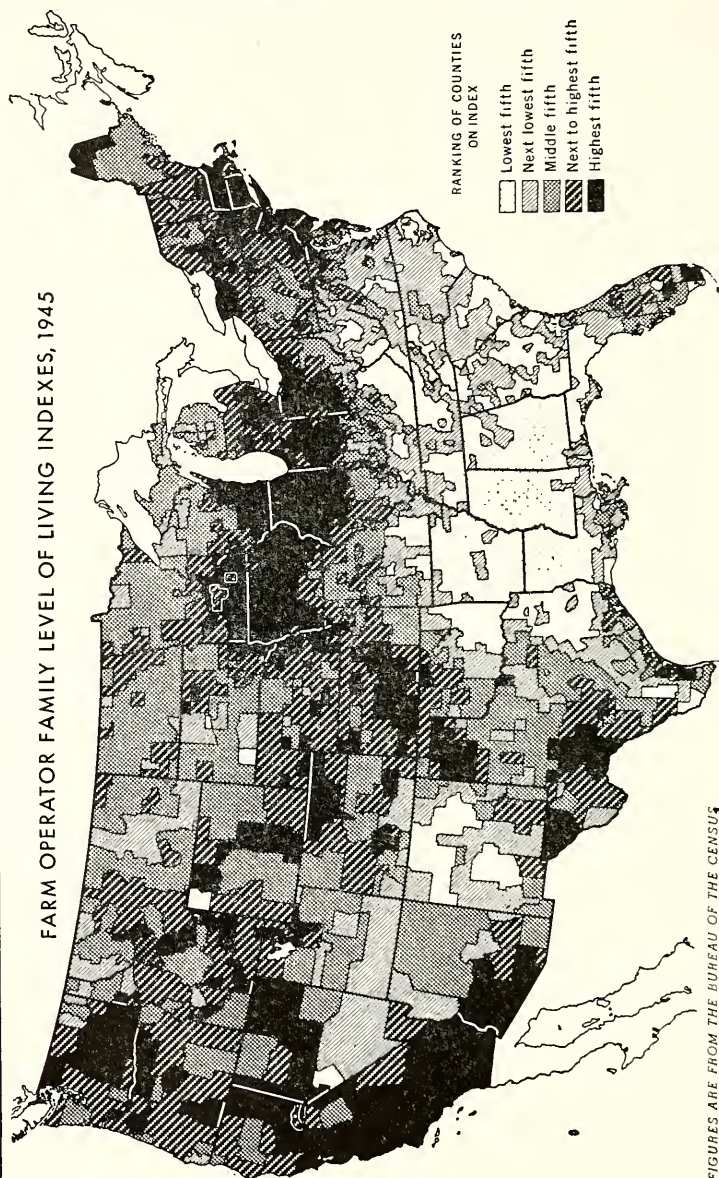 FARM OPERATOR FAMILY LEVEL OF LIVING INDEXES, 1945
RANKING OF COUNTIES
ON INDEX
Lowest fifth
Next lowest fifth
Middle fifth
Next to highest fifth
Highest fifth
FIGURES ARE FROM THE BUREAU OF THE CENSUS